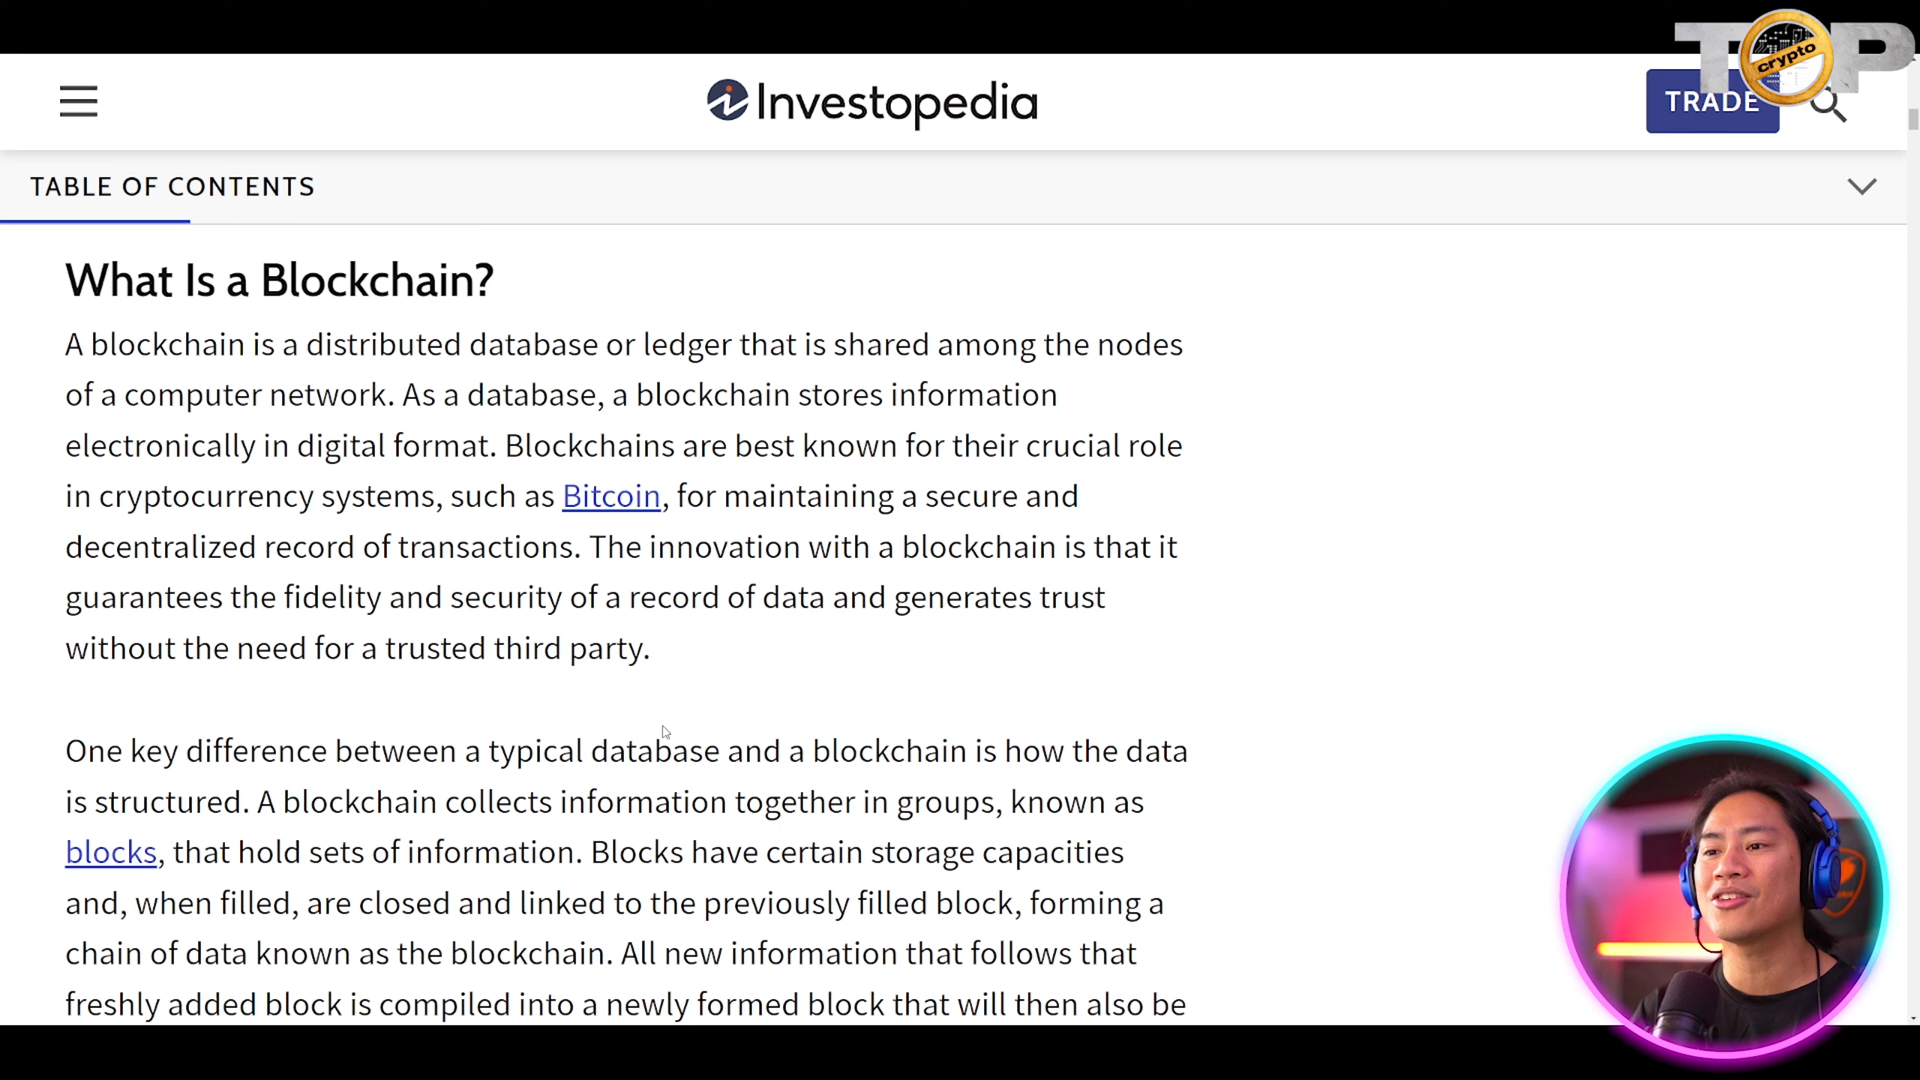 TOP
crypto
Investopedia
TRADE
TABLE OF CONTENTS
What Is a Blockchain?
A blockchain is a distributed database or ledger that is shared among the nodes
of a computer network. As a database, a blockchain stores information
electronically in digital format. Blockchains are best known for their crucial role
in cryptocurrency systems, such as Bitcoin, for maintaining a secure and
decentralized record of transactions. The innovation with a blockchain is that it
guarantees the fidelity and security of a record of data and generates trust
without the need for a trusted third party.
One key difference between a typical database and a blockchain is how the data
is structured. A blockchain collects information together in groups, known as
blocks, that hold sets of information. Blocks have certain storage capacities
and, when filled, are closed and linked to the previously filled block, forming a
chain of data known as the blockchain. All new information that follows that
freshly added block is compiled into a newly formed block that will then also be